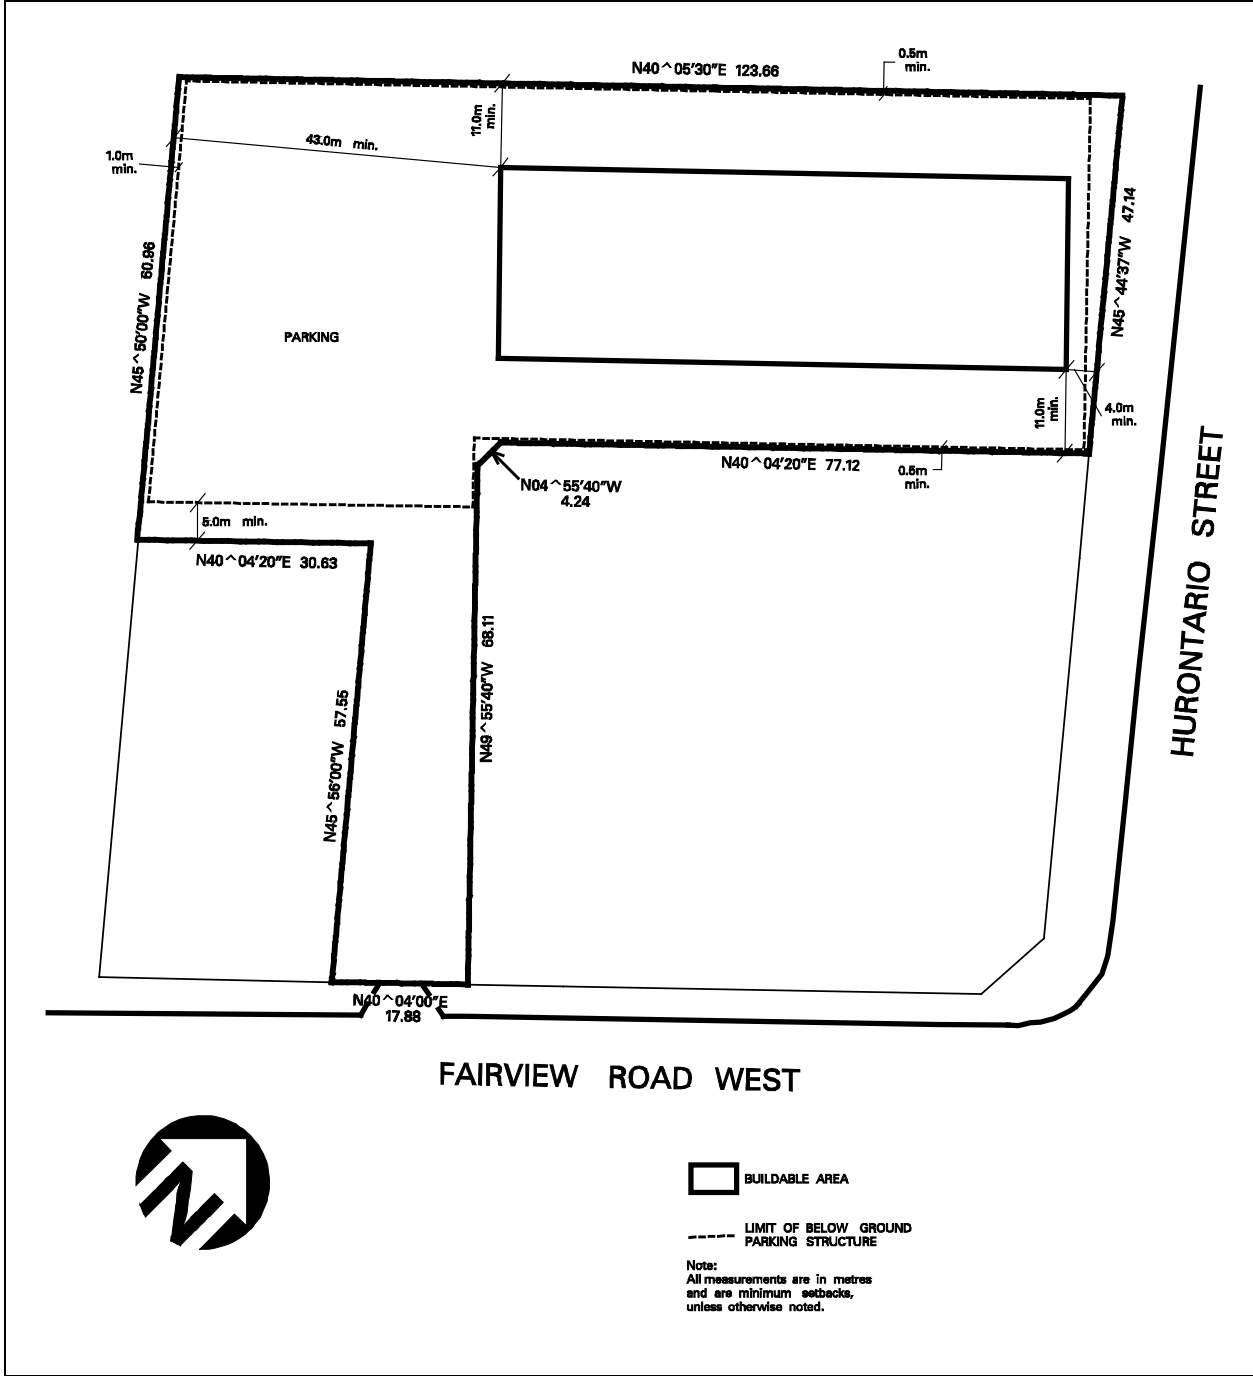 N40^05'30"E 123.66
0.5m
min.
11.0m
min.
43.0m min.
1.0m
min.
N45^50'00"W 60.96
N45^44'37"W 47.14
PARKING
11.0m
min.
4.0m
min.
N40^04'20"E 77.12
0.5m
min.
N04^55'40"W
4.24
5.0m min.
N40^04'20"E 30.63
HURONTARIO STREET
N49^55'40"W 68.11
N45^56'00"W 57.55
N40^04'00"E
17.88
FAIRVIEW ROAD WEST
N
BUILDABLE AREA
LIMIT OF BELOW GROUND
PARKING STRUCTURE
Note:
All measurements are in metres
and are minimum setbacks,
unless otherwise noted.